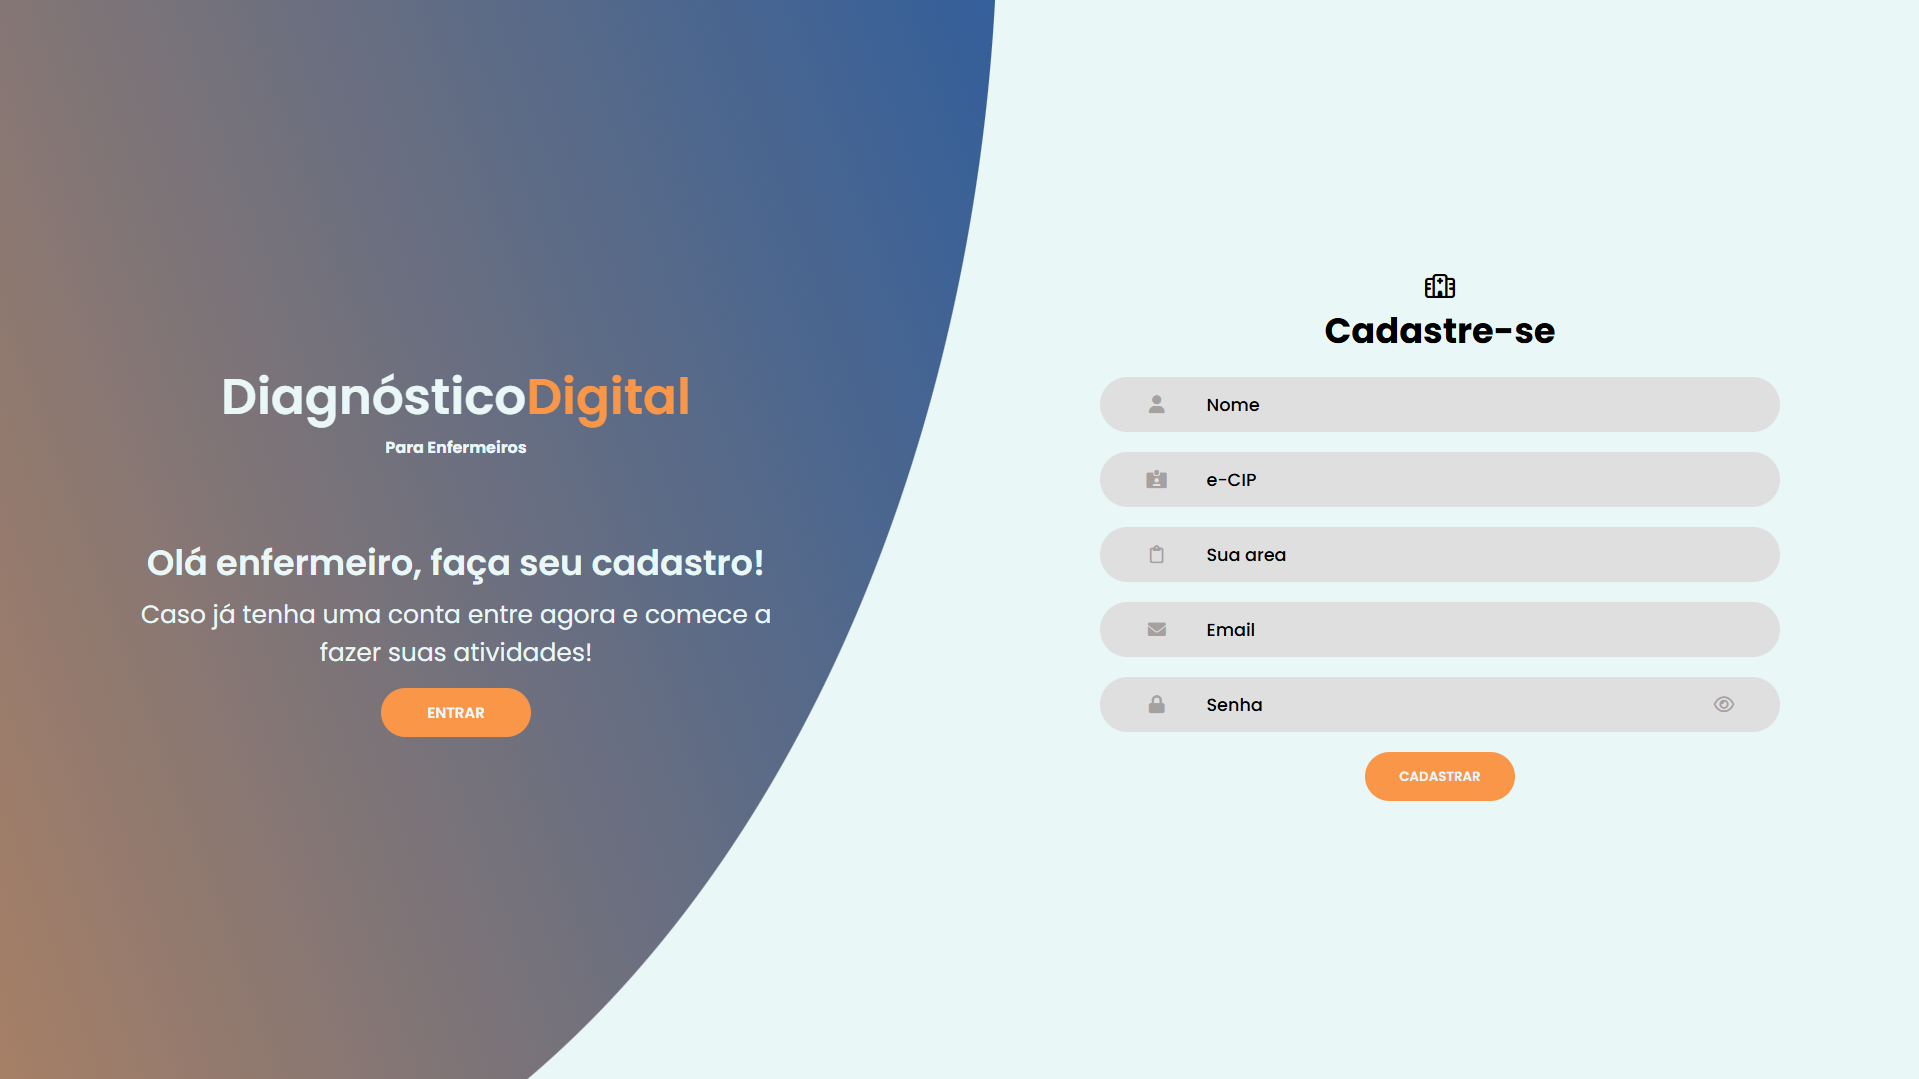 DiagnósticoDigital
Para Enfermeiros
Olá enfermeiro, faça seu cadastro!
Caso já tenha uma conta entre agora e comece a
fazer suas atividades!
ENTRAR
Cadastre-se
Nome
e-CIP
Sua area
Email
Senha
CADASTRAR